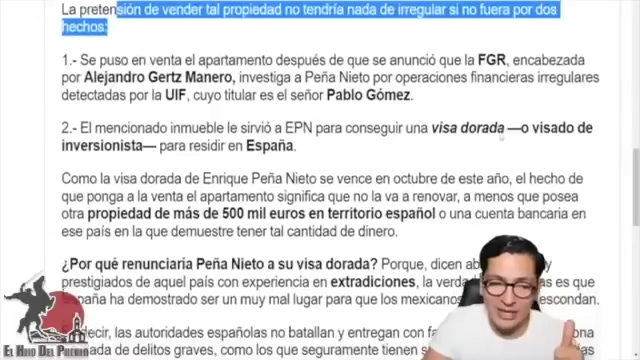 La pretensión de vender tal propiedad no tendría nada de irregular si no fuera por dos
hechos:
1.- Se puso en venta el apartamento después de que se anunció que la FGR, encabezada
por Alejandro Gertz Manero, investiga a Peña Nieto por operaciones financieras irregulares
detectadas por la UIF, cuyo titular es el señor Pablo Gómez.
2.- El mencionado inmueble le sirvió a EPN para conseguir una visa dorada —o visado de
inversionista— para residir en España.
Como la visa dorada de Enrique Peña Nieto se vence en octubre de este año, el hecho de
que ponga a la venta el apartamento significa que no la va a renovar, a menos que posea
otra propiedad de más de 500 mil euros en territorio español o una cuenta bancaria en
ese país en la que demuestre tener tal cantidad de dinero.
¿Por qué renunciaría Peña Nieto a su visa dorada? Porque, dicen y
prestigiados de aquel país con experiencia en extradiciones, la verda as es que
España ha demostrado ser un muy mal lugar para que los mexicanos escondan.
decir, las autoridades españolas no batallan y entregan con
nada de delitos graves, como los que seguramente tienen
El Hijo Del Pueblo